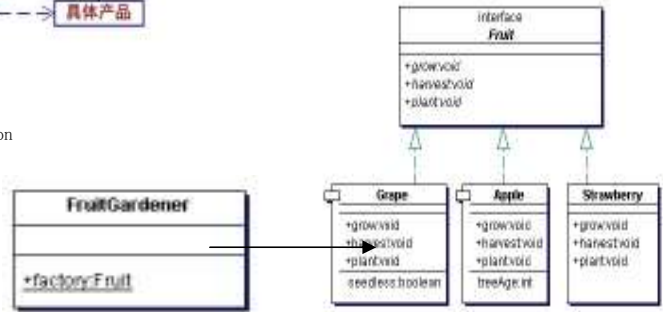 具体产品
interface
Fruit
+grow:void
+harvest:void
+plant:void
on
FruitGardener
+factory:Fruit
Grape
+grow:void
+harvest:void
+plant:void
seedless:boolean
Apple
+grow:void
+harvest:void
+plant:void
treeAge:int
Strawberry
+grow:void
+harvest:void
+plant:void